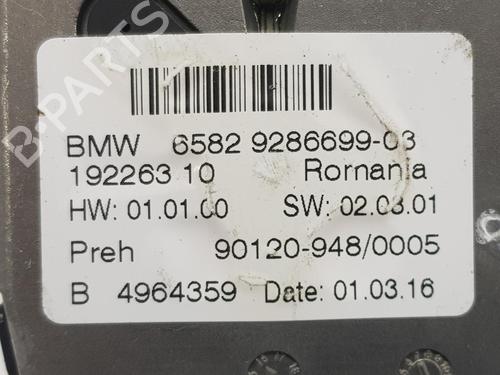 BMW 6582 9286699-03
192263 10 Romania
HW: 01.01.00 SW: 02.03.01
Preh 90120-948/0005
B 4964359 Date: 01.03.16